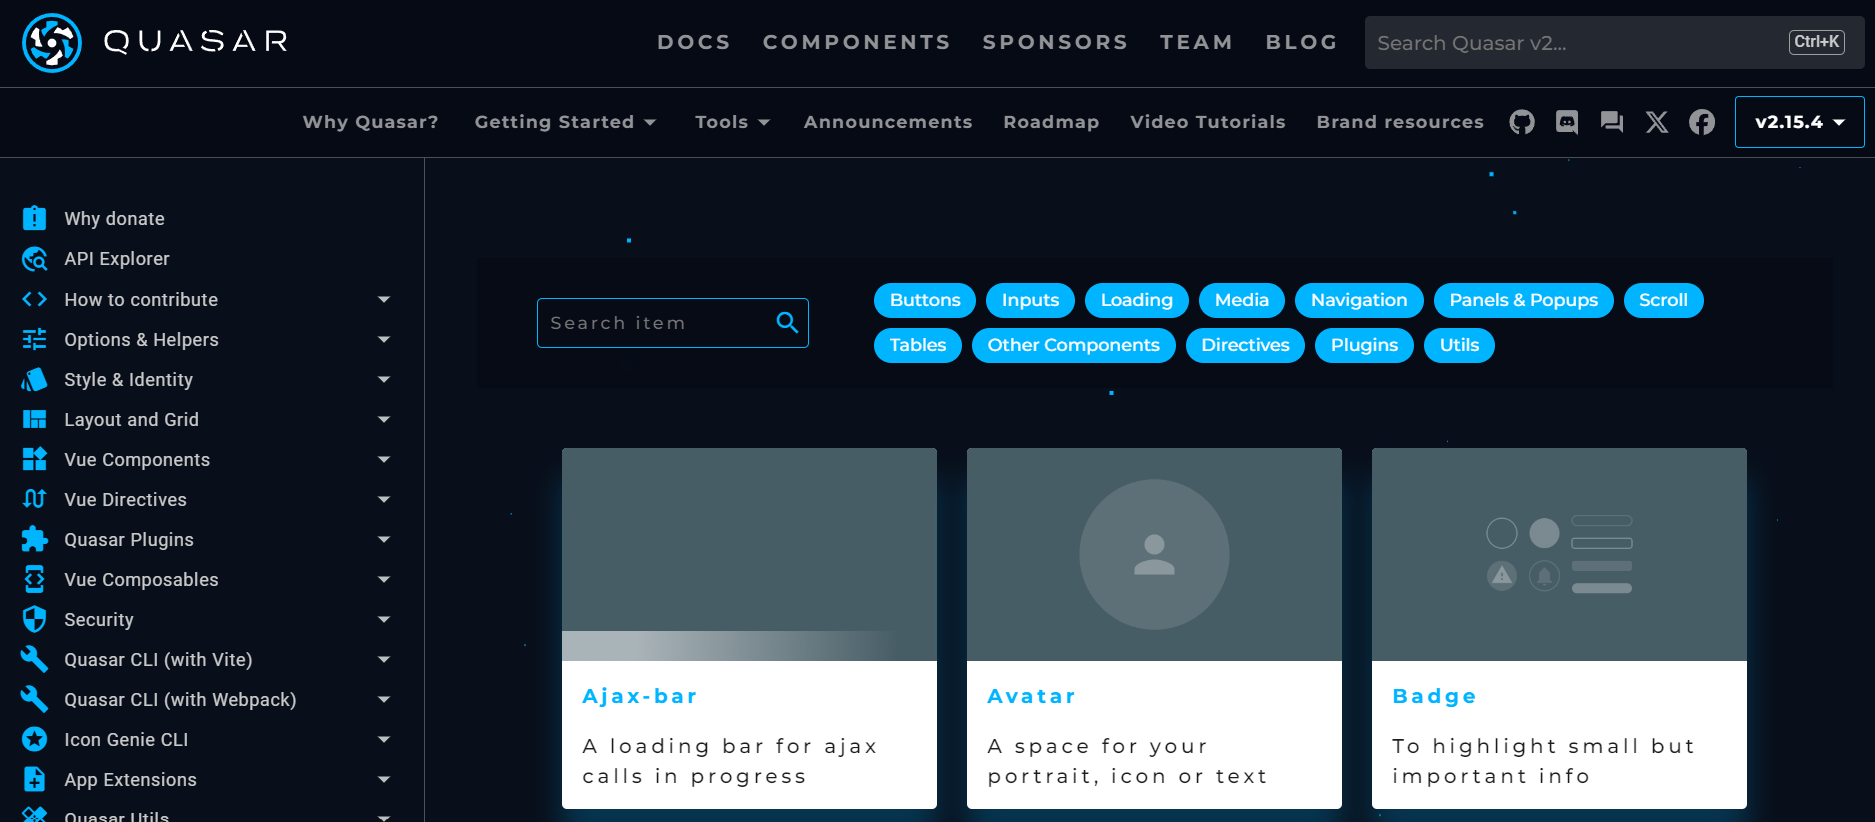 QUASAR
DOCS COMPONENTS SPONSORS TEAM BLOG
Search Quasar v2... Ctrl+K
Why Quasar? Getting Started Tools Announcements Roadmap Video Tutorials Brand resources v2.15.4
Why donate
API Explorer
How to contribute
Options & Helpers
Style & Identity
Layout and Grid
Vue Components
Vue Directives
Quasar Plugins
Vue Composables
Security
Quasar CLI (with Vite)
Quasar CLI (with Webpack)
Icon Genie CLI
App Extensions
Quasar Utils
Search item
Buttons Inputs Loading Media Navigation Panels & Popups Scroll
Tables Other Components Directives Plugins Utils
Ajax-bar
A loading bar for ajax
calls in progress
Avatar
A space for your
portrait, icon or text
Badge
To highlight small but
important info